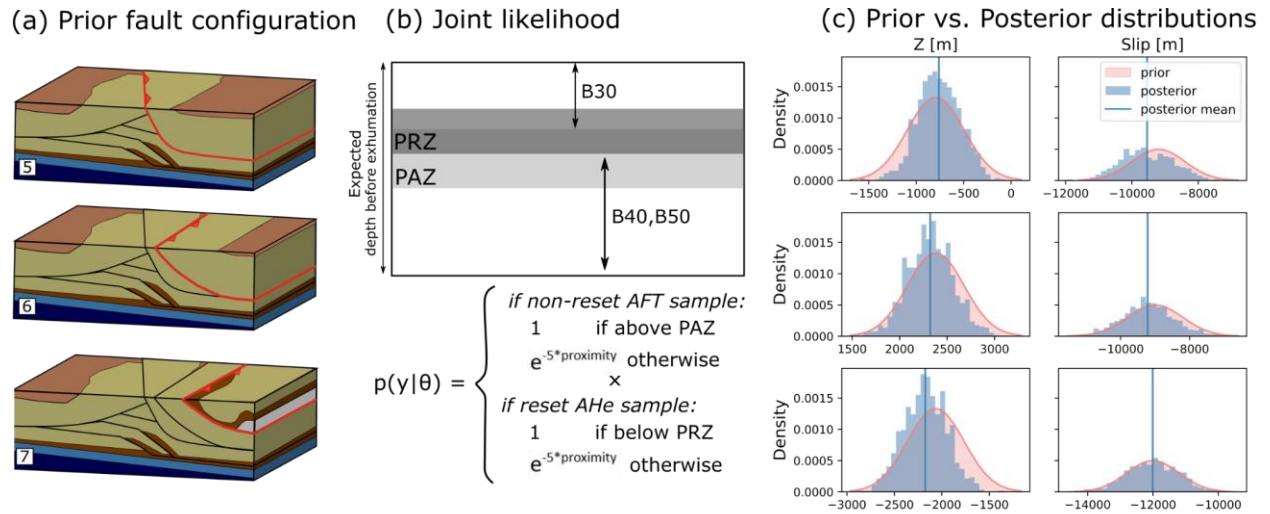 (a) Prior fault configuration
5
6
7
(b) Joint likelihood
Expected
depth before exhumation
B30
PRZ
PAZ
B40,B50
p(y|θ) =
if non-reset AFT sample:
1 if above PAZ
e^-5*proximity otherwise
×
if reset AHe sample:
1 if below PRZ
e^-5*proximity otherwise
(c) Prior vs. Posterior distributions
Z [m]
Slip [m]
prior
posterior
posterior mean
Density
0.0015
0.0010
0.0005
0.0000
−1500 −1000 −500 0
−12000 −10000 −8000
Density
0.0015
0.0010
0.0005
0.0000
1500 2000 2500 3000
−10000 −8000
Density
0.0015
0.0010
0.0005
0.0000
−3000 −2500 −2000 −1500
−14000 −12000 −10000